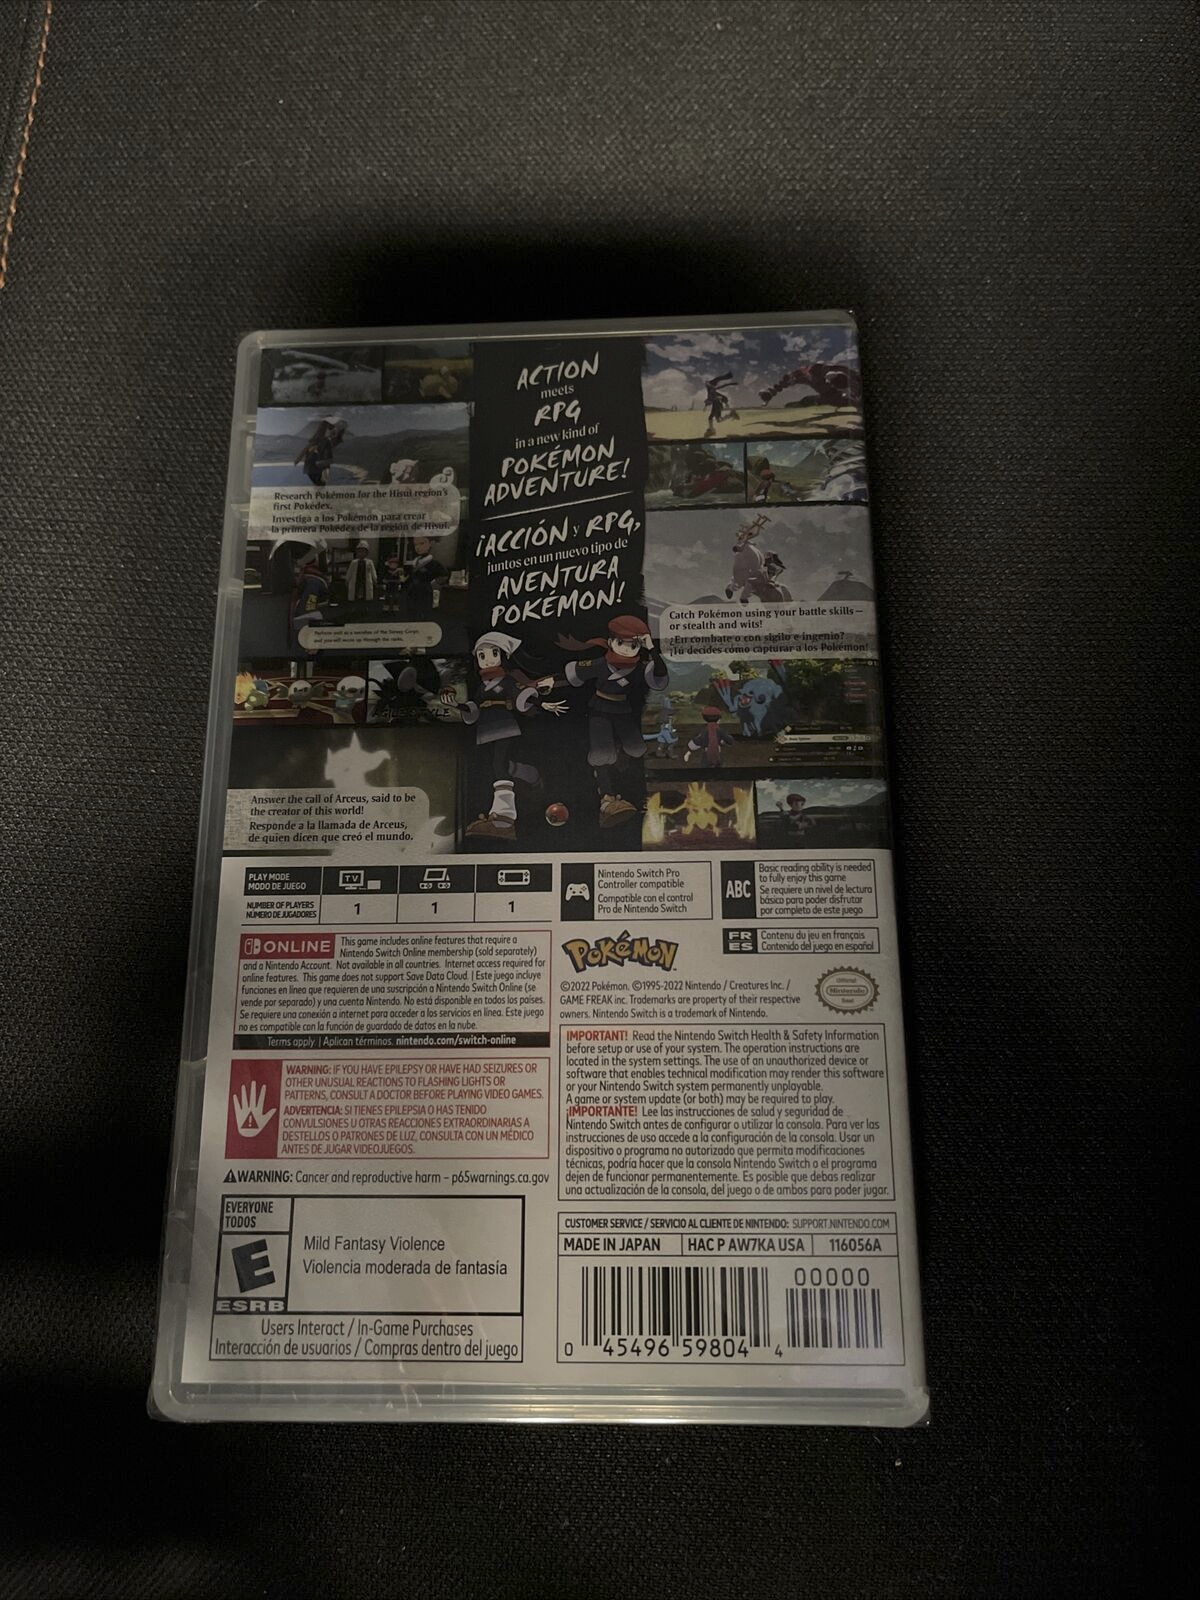 ACTION
meets
RPG
in a new kind of
POKÉMON
ADVENTURE!
¡ACCIÓN y RPG,
juntos en un nuevo tipo de
AVENTURA
POKÉMON!
Research Pokémon for the Hisui region's
first Pokédex.
Investiga a los Pokémon para crear
la primera Pokédex de la región de Hisui.
Perform well as a member of the Survey Corps,
and you will move up through the ranks.
AGILE STYLE
Answer the call of Arceus, said to be
the creator of this world!
Responde a la llamada de Arceus,
de quien dicen que creó el mundo.
Catch Pokémon using your battle skills—
or stealth and wits!
¿En combate o con sigilo e ingenio?
¡Tú decides cómo capturar a los Pokémon!
PLAY MODE
MODO DE JUEGO
TV
NUMBER OF PLAYERS
NÚMERO DE JUGADORES
1
1
1
Nintendo Switch Pro
Controller compatible
Compatible con el control
Pro de Nintendo Switch
ABC
Basic reading ability is needed
to fully enjoy this game
Se requiere un nivel de lectura
básico para poder disfrutar
por completo de este juego
FR
ES
Contenu du jeu en français
Contenido del juego en español
ONLINE
This game includes online features that require a
Nintendo Switch Online membership (sold separately)
and a Nintendo Account. Not available in all countries. Internet access required for
online features. This game does not support Save Data Cloud. | Este juego incluye
funciones en línea que requieren de una suscripción a Nintendo Switch Online (se
vende por separado) y una cuenta Nintendo. No está disponible en todos los países.
Se requiere una conexión a internet para acceder a los servicios en línea. Este juego
no es compatible con la función de guardado de datos en la nube.
Terms apply. | Aplican términos. nintendo.com/switch-online
POKéMON
©2022 Pokémon. ©1995-2022 Nintendo / Creatures Inc. /
GAME FREAK inc. Trademarks are property of their respective
owners. Nintendo Switch is a trademark of Nintendo.
Official
Nintendo
Seal
WARNING: IF YOU HAVE EPILEPSY OR HAVE HAD SEIZURES OR
OTHER UNUSUAL REACTIONS TO FLASHING LIGHTS OR
PATTERNS, CONSULT A DOCTOR BEFORE PLAYING VIDEO GAMES.
ADVERTENCIA: SI TIENES EPILEPSIA O HAS TENIDO
CONVULSIONES U OTRAS REACCIONES EXTRAORDINARIAS A
DESTELLOS O PATRONES DE LUZ, CONSULTA CON UN MÉDICO
ANTES DE JUGAR VIDEOJUEGOS.
WARNING: Cancer and reproductive harm – p65warnings.ca.gov
IMPORTANT! Read the Nintendo Switch Health & Safety Information
before setup or use of your system. The operation instructions are
located in the system settings. The use of an unauthorized device or
software that enables technical modification may render this software
or your Nintendo Switch system permanently unplayable.
A game or system update (or both) may be required to play.
¡IMPORTANTE! Lee las instrucciones de salud y seguridad de
Nintendo Switch antes de configurar o utilizar la consola. Para ver las
instrucciones de uso accede a la configuración de la consola. Usar un
dispositivo o programa no autorizado que permita modificaciones
técnicas, podría hacer que la consola Nintendo Switch o el programa
dejen de funcionar permanentemente. Es posible que debas realizar
una actualización de la consola, del juego o de ambos para poder jugar.
EVERYONE
TODOS
E
ESRB
Mild Fantasy Violence
Violencia moderada de fantasía
Users Interact / In-Game Purchases
Interacción de usuarios / Compras dentro del juego
CUSTOMER SERVICE / SERVICIO AL CLIENTE DE NINTENDO: SUPPORT.NINTENDO.COM
MADE IN JAPAN
HAC P AW7KA USA
116056A
00000
0 45496 59804 4